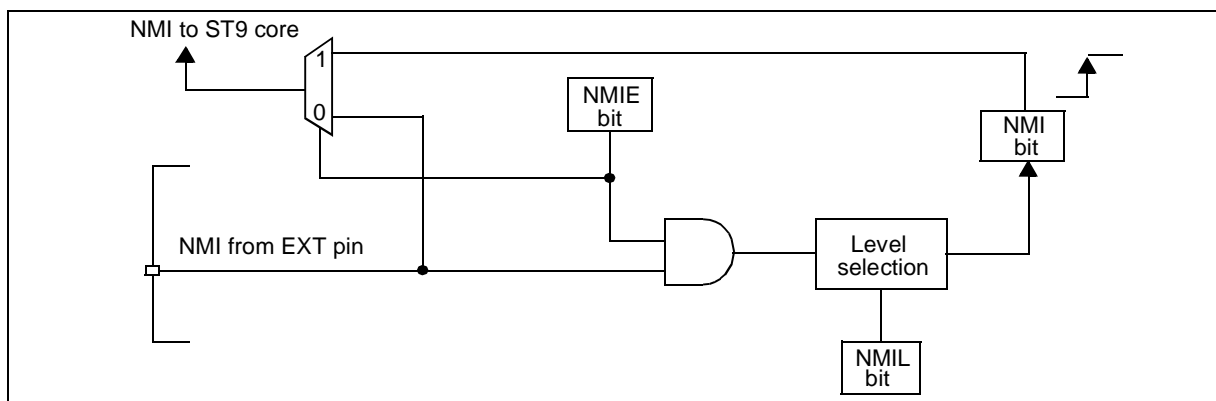 NMI to ST9 core
1
0
NMIE
bit
NMI
bit
NMI from EXT pin
Level
selection
NMIL
bit